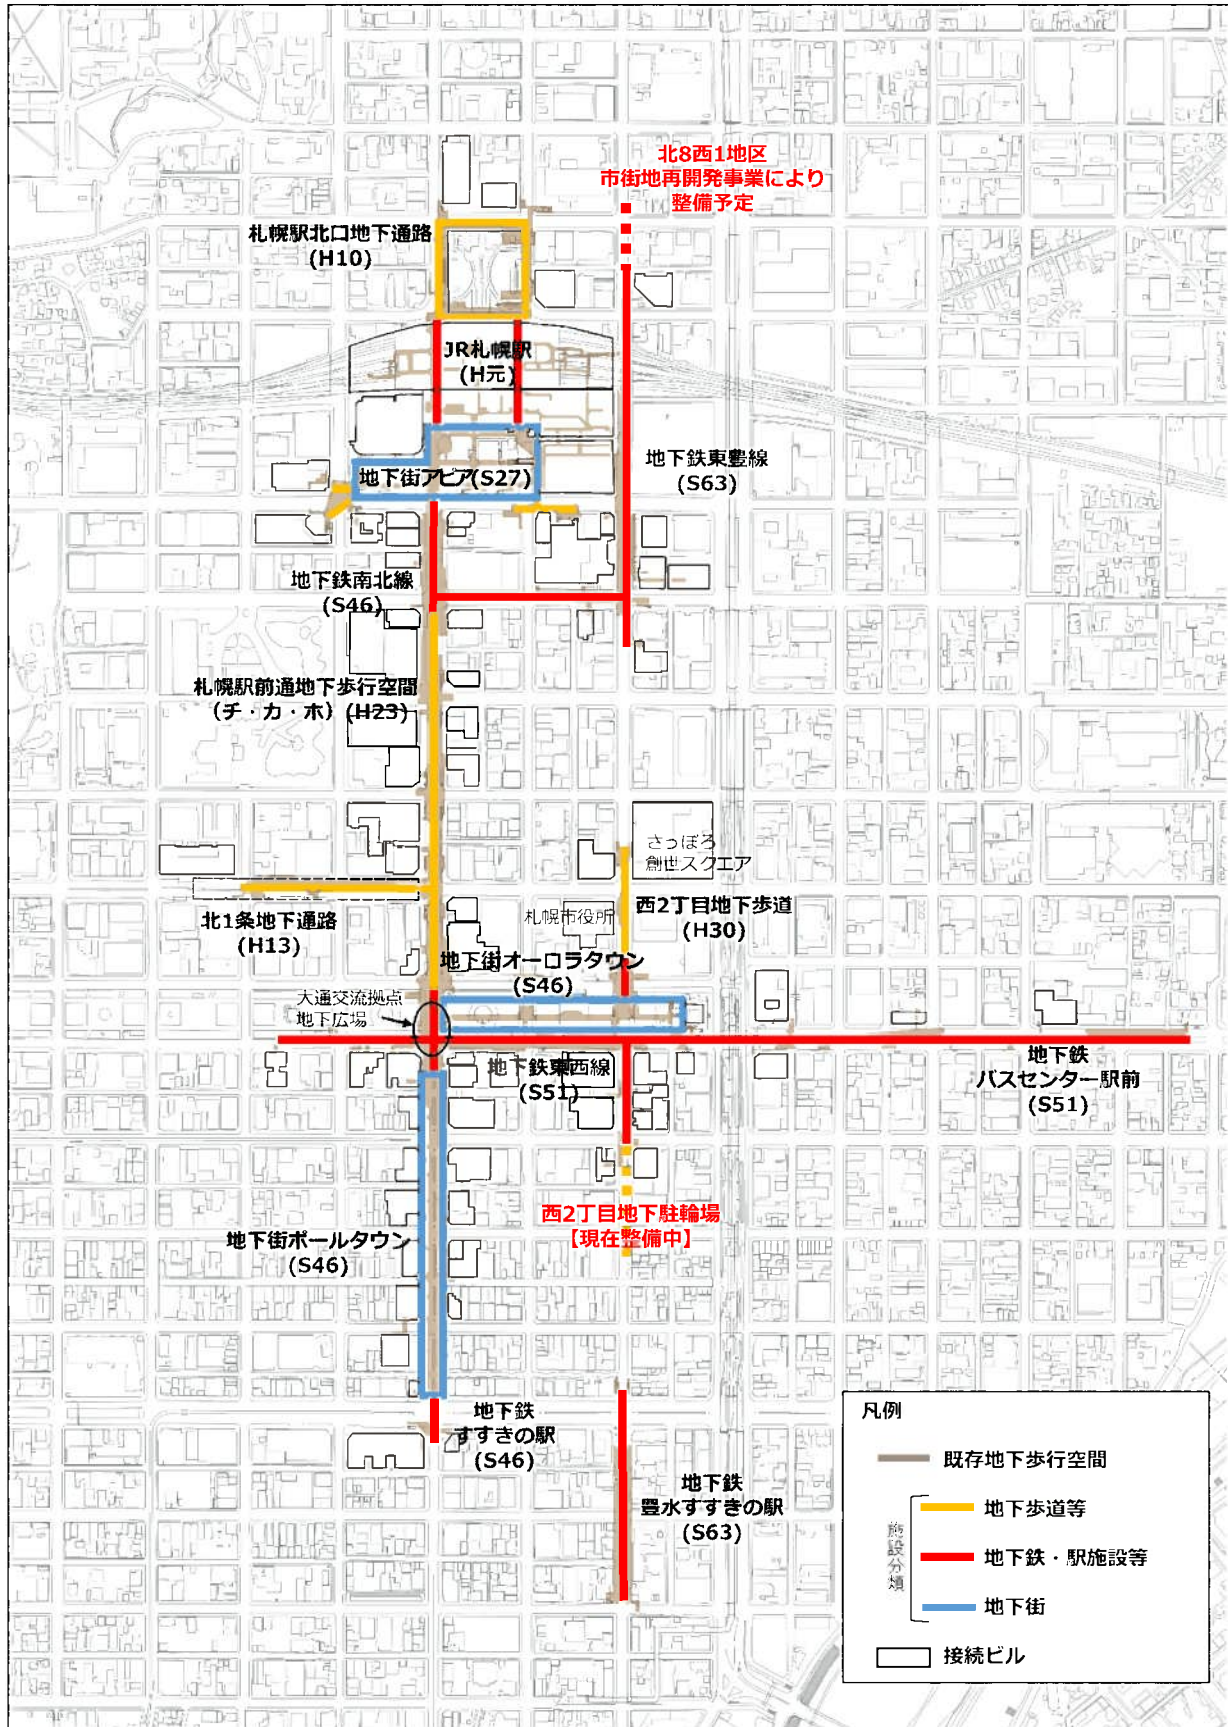 北8西1地区
市街地再開発事業により
整備予定
札幌駅北口地下通路
(H10)
JR札幌駅
(H元)
地下街アピア(S27)
地下鉄東豊線
(S63)
地下鉄南北線
(S46)
札幌駅前通地下歩行空間
（チ・カ・ホ）(H23)
さっぽろ
創世スクエア
北1条地下通路
(H13)
札幌市役所
西2丁目地下歩道
(H30)
地下街オーロラタウン
(S46)
大通交流拠点
地下広場
地下鉄東西線
(S51)
地下鉄
バスセンター駅前
(S51)
西2丁目地下駐輪場
【現在整備中】
地下街ポールタウン
(S46)
地下鉄
すすきの駅
(S46)
地下鉄
豊水すすきの駅
(S63)
凡例
既存地下歩行空間
施設分類
地下歩道等
地下鉄・駅施設等
地下街
接続ビル